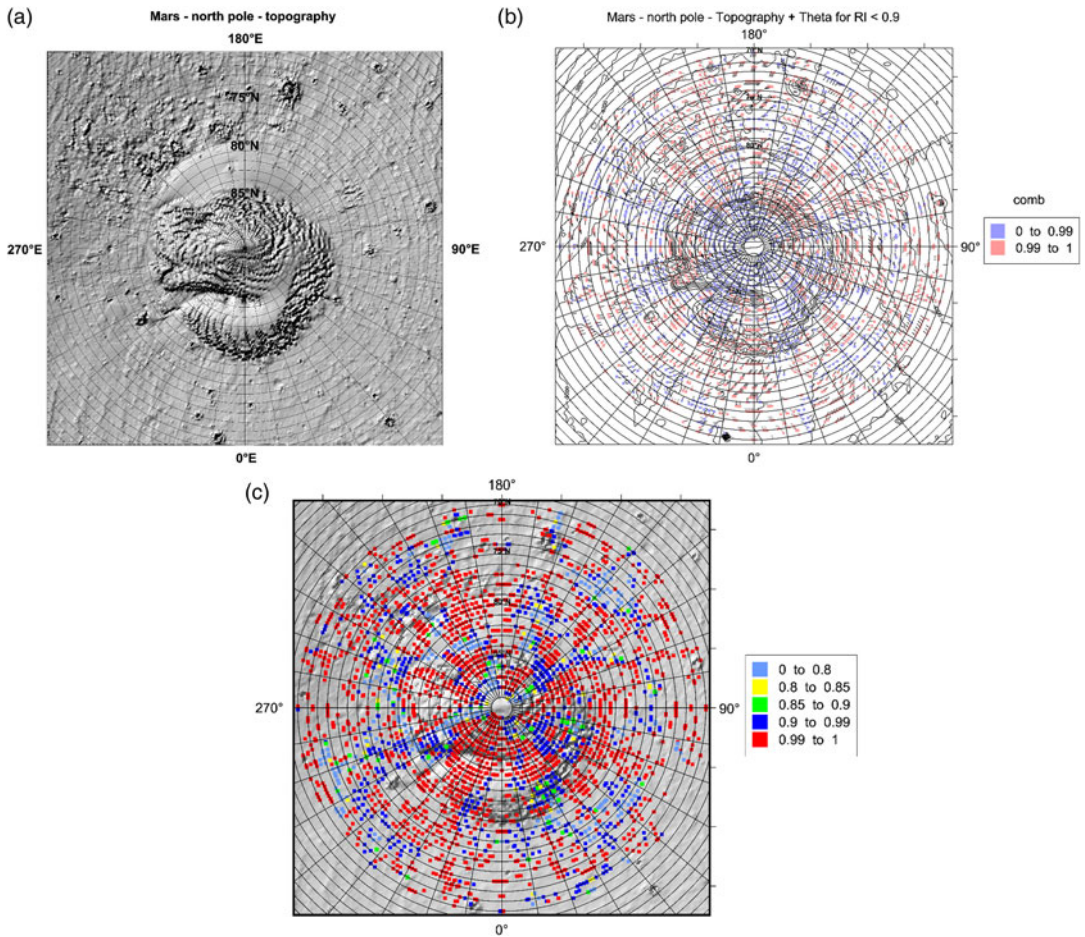 (a)
Mars - north pole - topography
180°E
75°N
80°N
85°N
270°E
90°E
0°E
(b)
Mars - north pole - Topography + Theta for RI < 0.9
180°
270°
90°
0°
comb
0 to 0.99
0.99 to 1
(c)
180°
75°N
270°
90°
0°
0 to 0.8
0.8 to 0.85
0.85 to 0.9
0.9 to 0.99
0.99 to 1